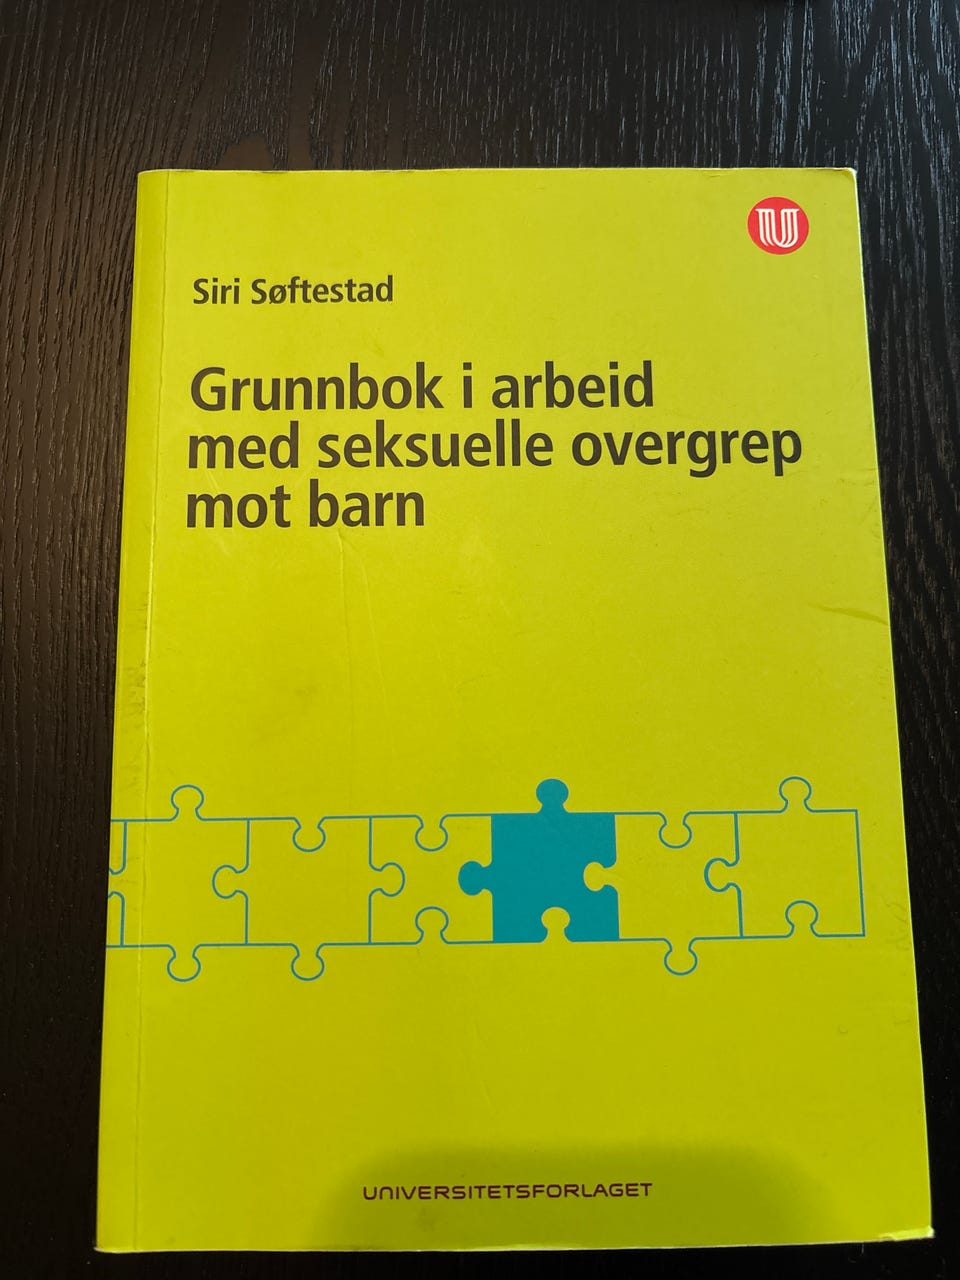 U
Siri Søftestad
Grunnbok i arbeid
med seksuelle overgrep
mot barn
UNIVERSITETSFORLAGET